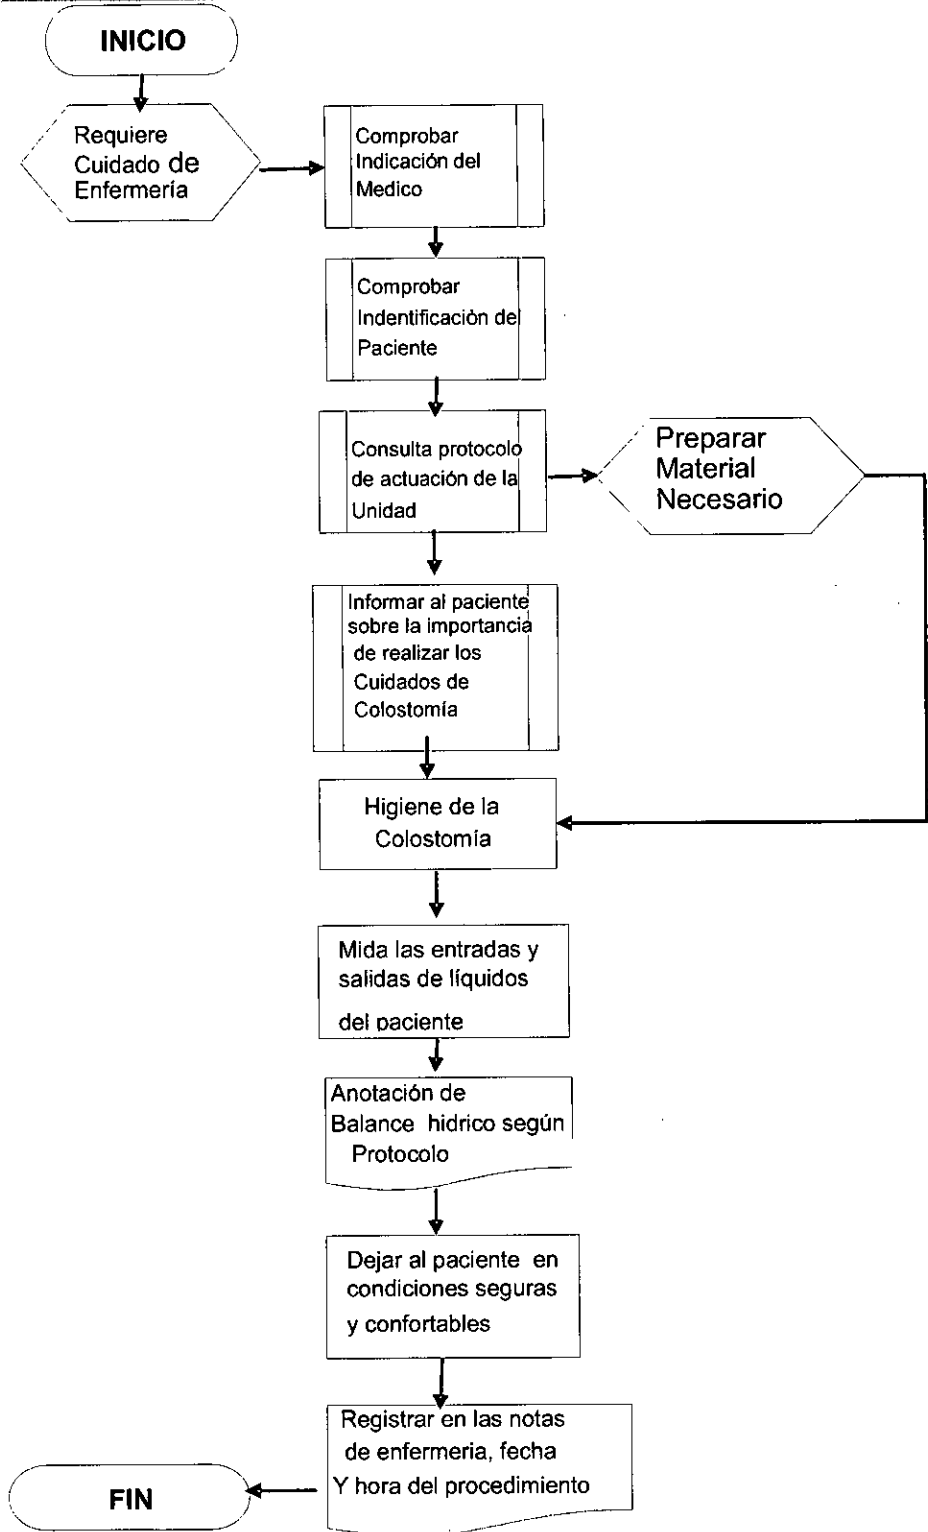 INICIO
Requiere
Cuidado de
Enfermería
Comprobar
Indicación del
Medico
Comprobar
Indentificación del
Paciente
Consulta protocolo
de actuación de la
Unidad
Preparar
Material
Necesario
Informar al paciente
sobre la importancia
de realizar los
Cuidados de
Colostomía
Higiene de la
Colostomía
Mida las entradas y
salidas de líquidos
del paciente
Anotación de
Balance hidrico según
Protocolo
Dejar al paciente en
condiciones seguras
y confortables
Registrar en las notas
de enfermeria, fecha
Y hora del procedimiento
FIN